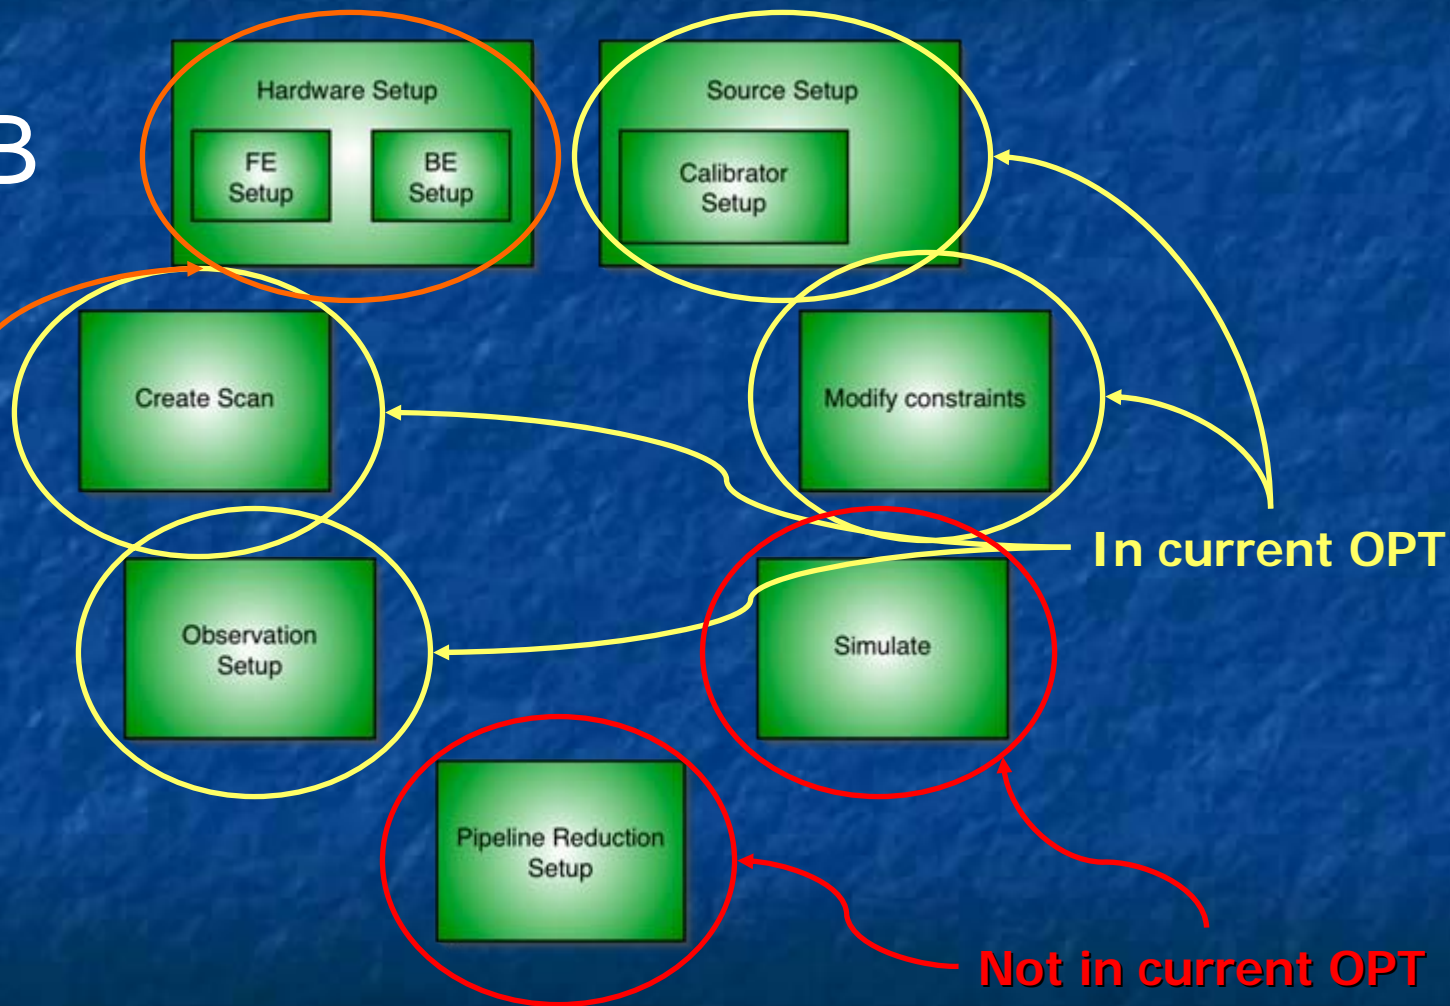 B
Hardware Setup
FE
Setup
BE
Setup
Source Setup
Calibrator
Setup
Create Scan
Modify constraints
In current OPT
Observation
Setup
Simulate
Pipeline Reduction
Setup
Not in current OPT